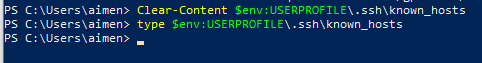 PS C:\Users\aimen> Clear-Content $env:USERPROFILE\.ssh\known_hosts
PS C:\Users\aimen> type $env:USERPROFILE\.ssh\known_hosts
PS C:\Users\aimen>